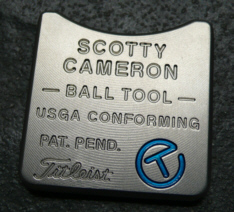 SCOTTY
CAMERON
— BALL TOOL —
USGA CONFORMING
PAT. PEND.
Titleist